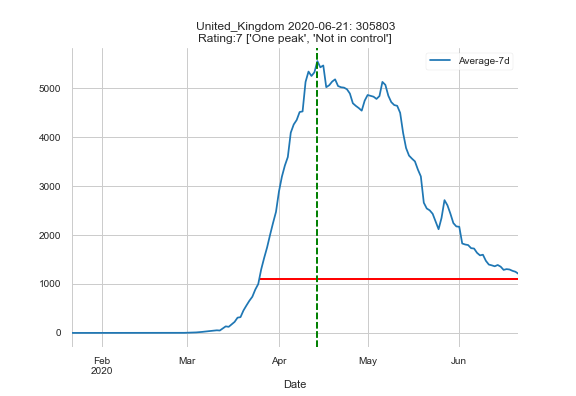 United_Kingdom 2020-06-21: 305803
Rating:7 ['One peak', 'Not in control']
Average-7d
5000
4000
3000
2000
1000
0
Feb
2020
Mar
Apr
May
Jun
Date